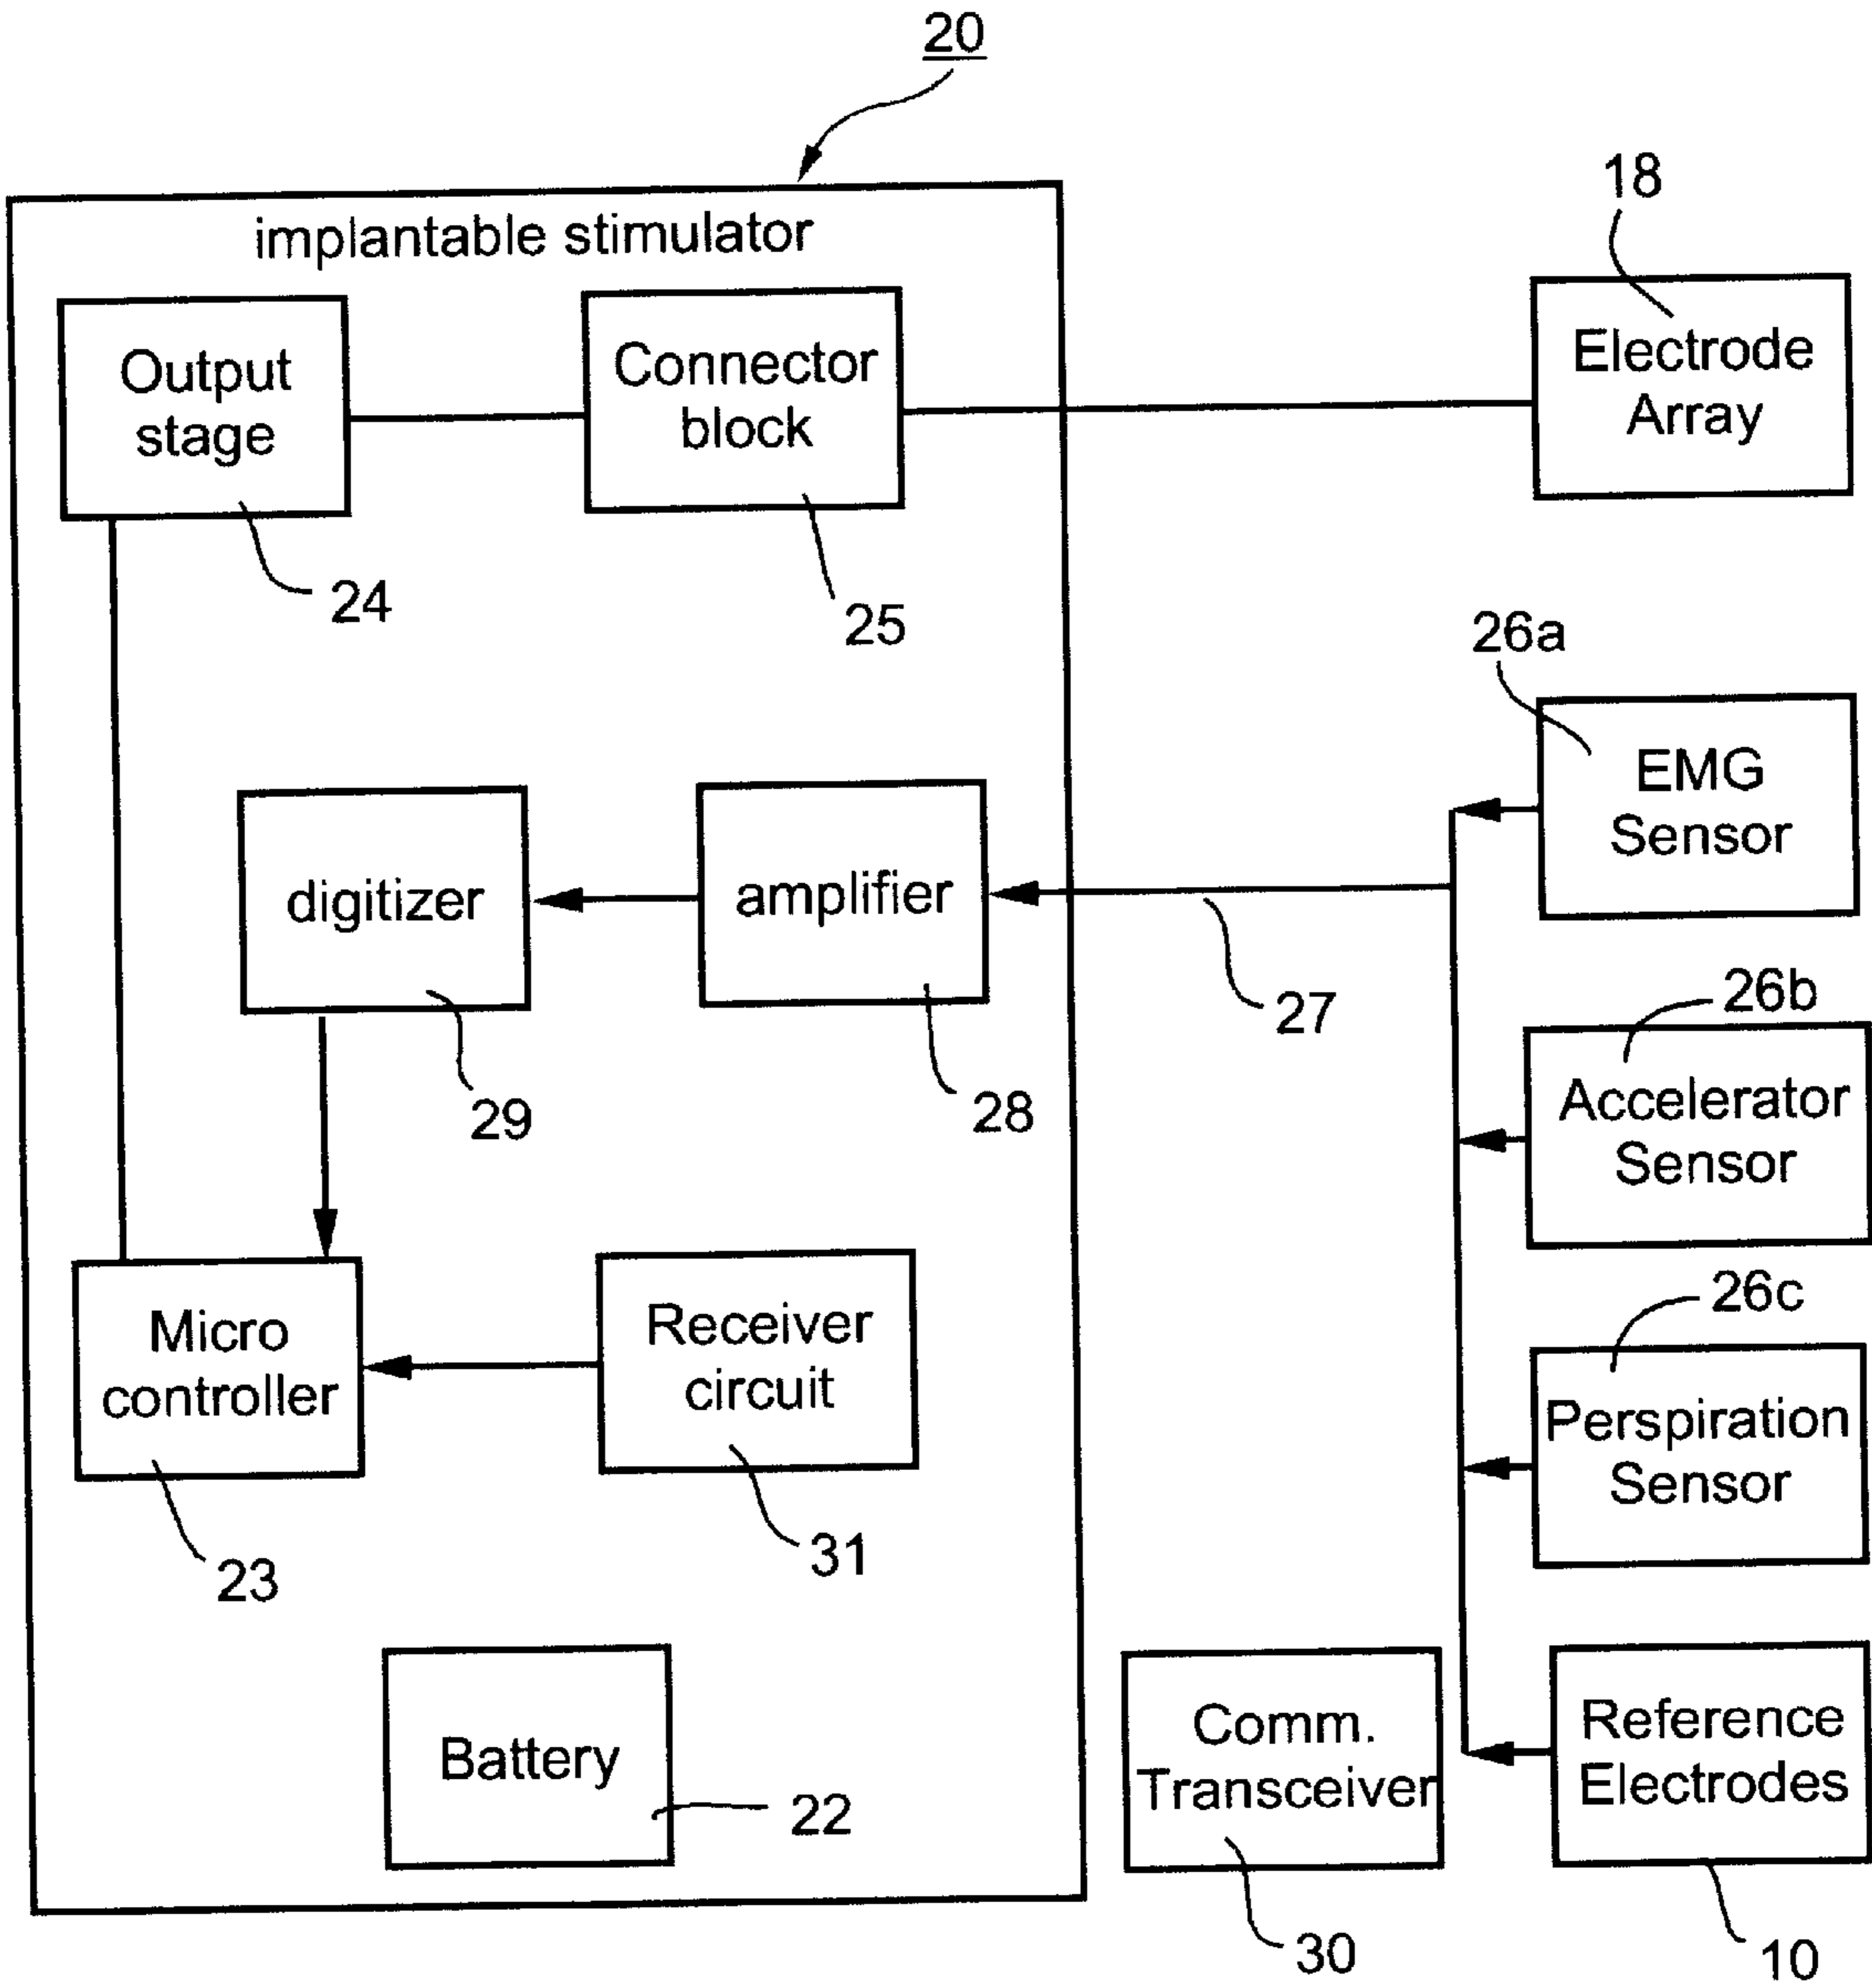 20
implantable stimulator
18
Output
stage
Connector
block
Electrode
Array
24
25
26a
EMG
Sensor
digitizer
amplifier
27
26b
29
28
Accelerator
Sensor
26c
Micro
controller
Receiver
circuit
Perspiration
Sensor
23
31
Battery
22
Comm.
Transceiver
Reference
Electrodes
30
10